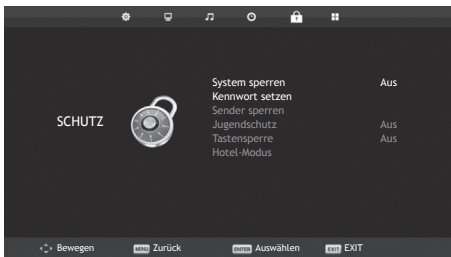 System sperren Aus
Kennwort setzen
Sender sperren
SCHUTZ
Jugendschutz Aus
Tastensperre Aus
Hotel-Modus
Bewegen MENU Zurück ENTER Auswählen EXIT EXIT